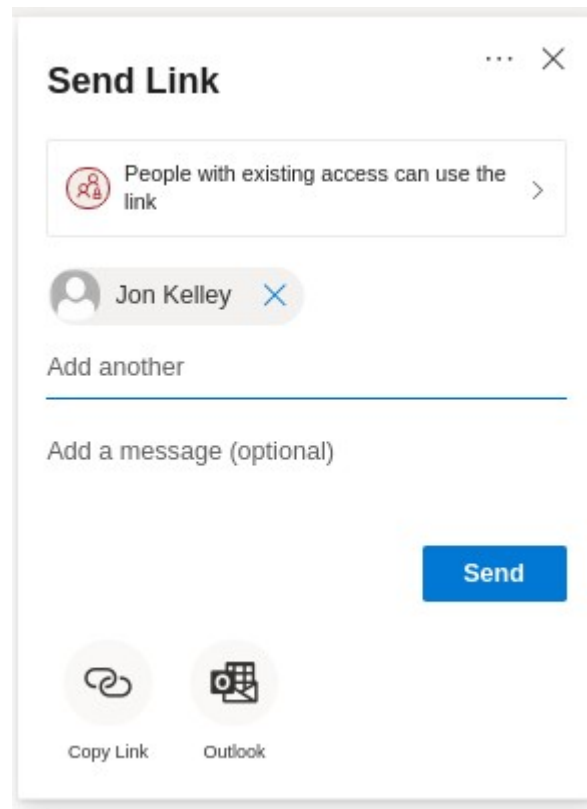 Send Link
People with existing access can use the
link
Jon Kelley
Add another
Add a message (optional)
Send
Copy Link
Outlook